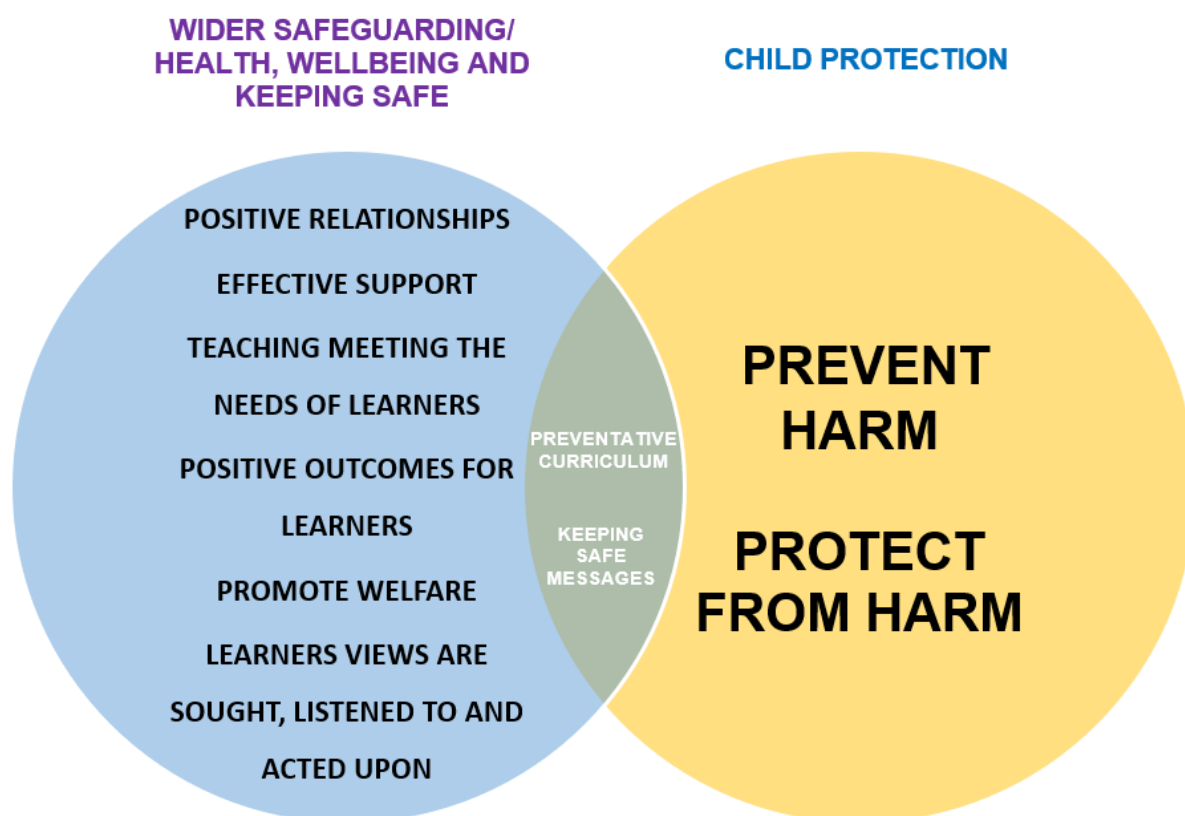 WIDER SAFEGUARDING/
HEALTH, WELLBEING AND
KEEPING SAFE
CHILD PROTECTION
POSITIVE RELATIONSHIPS
EFFECTIVE SUPPORT
TEACHING MEETING THE
NEEDS OF LEARNERS
POSITIVE OUTCOMES FOR
LEARNERS
PROMOTE WELFARE
LEARNERS VIEWS ARE
SOUGHT, LISTENED TO AND
ACTED UPON
PREVENTATIVE
CURRICULUM
KEEPING
SAFE
MESSAGES
PREVENT
HARM
PROTECT
FROM HARM